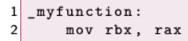 1 _myfunction:
2     mov rbx, rax